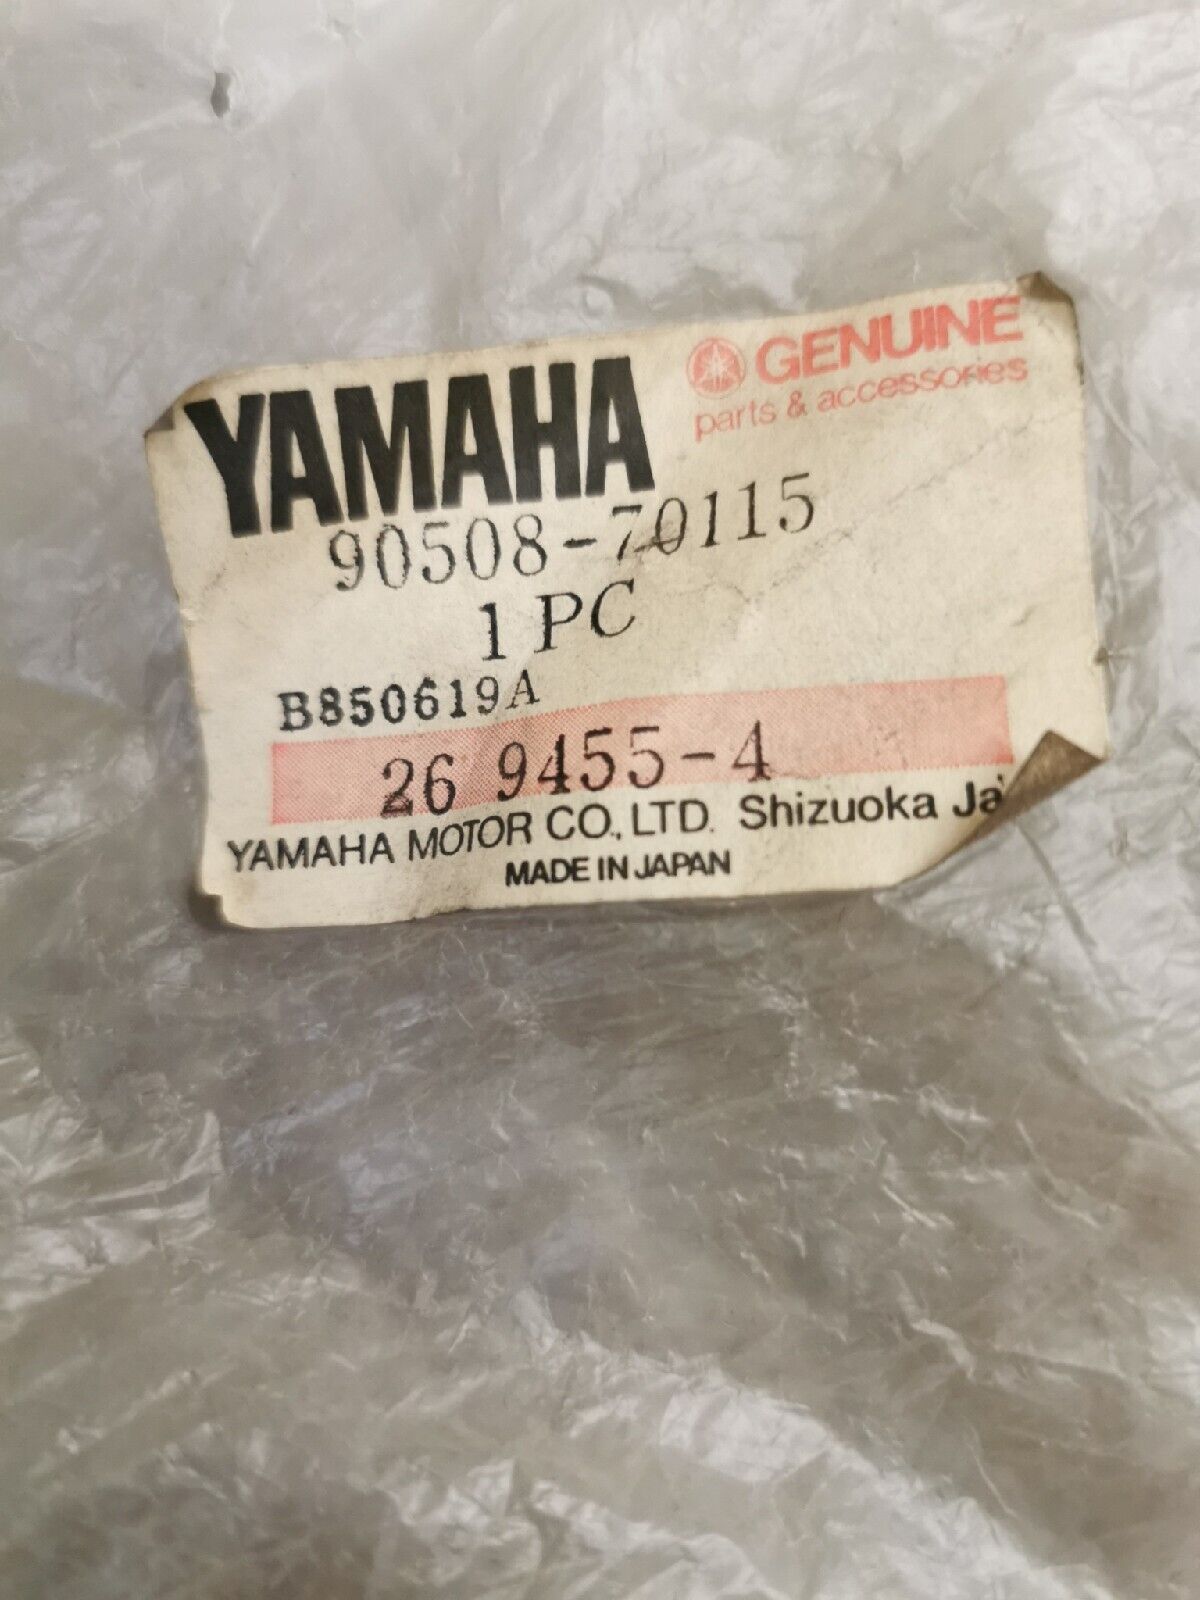 YAMAHA
GENUINE
parts & accessories
90508-70115
1 PC
B850619A
26 9455-4
YAMAHA MOTOR CO., LTD. Shizuoka Ja
MADE IN JAPAN